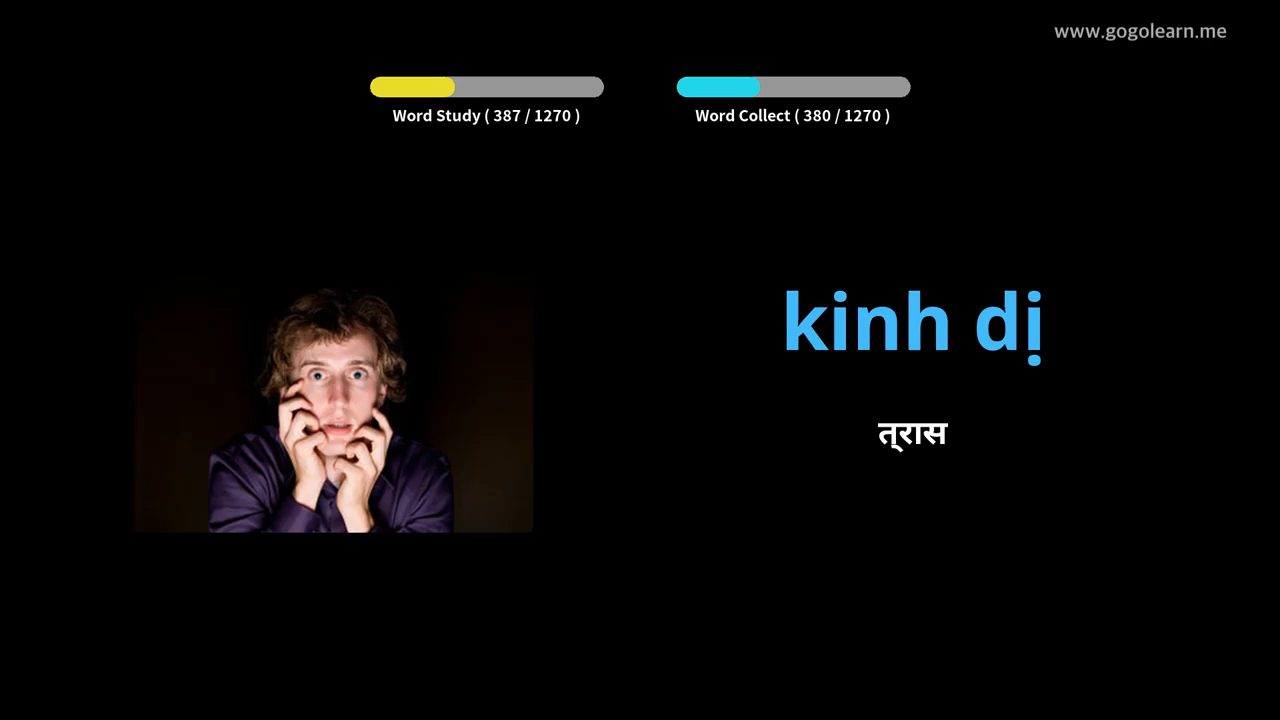 www.gogolearn.me
Word Study ( 387 / 1270 )
Word Collect ( 380 / 1270 )
kinh dị
त्रास